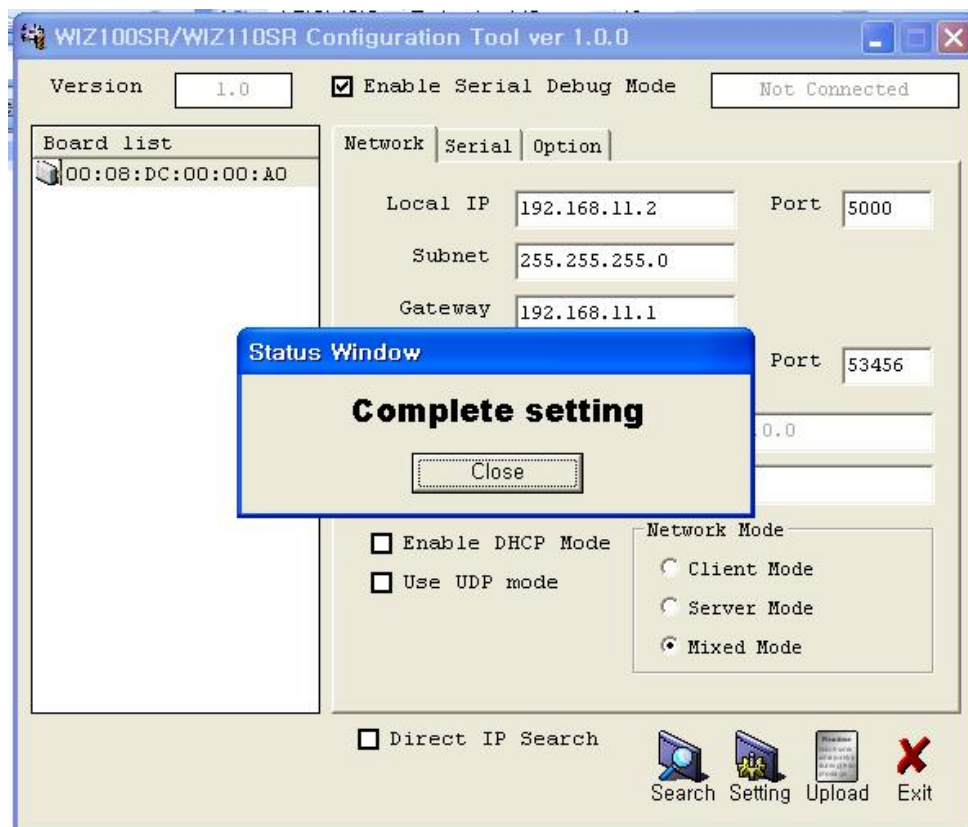 WIZ100SR/WIZ110SR Configuration Tool ver 1.0.0
Version 1.0 Enable Serial Debug Mode Not Connected
Board list
00:08:DC:00:00:A0
Network Serial Option
Local IP 192.168.11.2 Port 5000
Subnet 255.255.255.0
Gateway 192.168.11.1
Status Window
Complete setting
Close
Port 53456
.0.0
Enable DHCP Mode
Use UDP mode
Network Mode
Client Mode
Server Mode
Mixed Mode
Direct IP Search
Search Setting Upload Exit